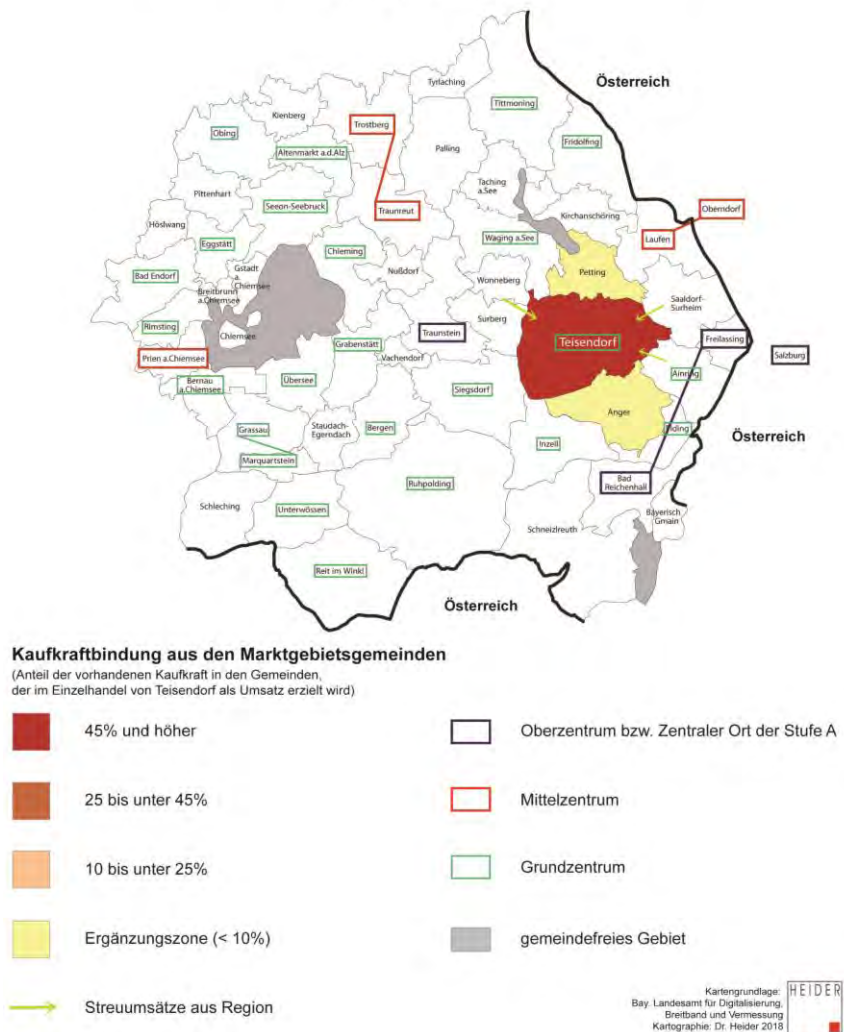 Österreich
Tyrlaching
Tittmoning
Kienberg
Trostberg
Obing
Fridolfing
Altenmarkt a.d.Alz
Palling
Taching
a.See
Pittenhart
Seeon-Seebruck
Traunreut
Oberndorf
Kirchanschöring
Höslwang
Laufen
Waging a.See
Eggstätt
Chieming
Nußdorf
Petting
Gstadt
a.
Chiemsee
Bad Endorf
Wonneberg
Breitbrunn
a.Chiemsee
Saaldorf-
Surheim
Surberg
Rimsting
Chiemsee
Traunstein
Teisendorf
Freilassing
Grabenstätt
Salzburg
Prien a.Chiemsee
Vachendorf
Ainring
Bernau
a.Chiemsee
Übersee
Siegsdorf
Anger
Staudach-
Egerndach
Bergen
Grassau
Piding
Österreich
Inzell
Marquartstein
Bad
Reichenhall
Ruhpolding
Schleching
Unterwössen
Bayerisch
Gmain
Schneizlreuth
Reit im Winkl
Österreich
Kaufkraftbindung aus den Marktgebietsgemeinden
(Anteil der vorhandenen Kaufkraft in den Gemeinden,
der im Einzelhandel von Teisendorf als Umsatz erzielt wird)
45% und höher
Oberzentrum bzw. Zentraler Ort der Stufe A
25 bis unter 45%
Mittelzentrum
10 bis unter 25%
Grundzentrum
Ergänzungszone (< 10%)
gemeindefreies Gebiet
Streuumsätze aus Region
Kartengrundlage:
Bay. Landesamt für Digitalisierung,
Breitband und Vermessung
Kartographie: Dr. Heider 2018
HEIDER